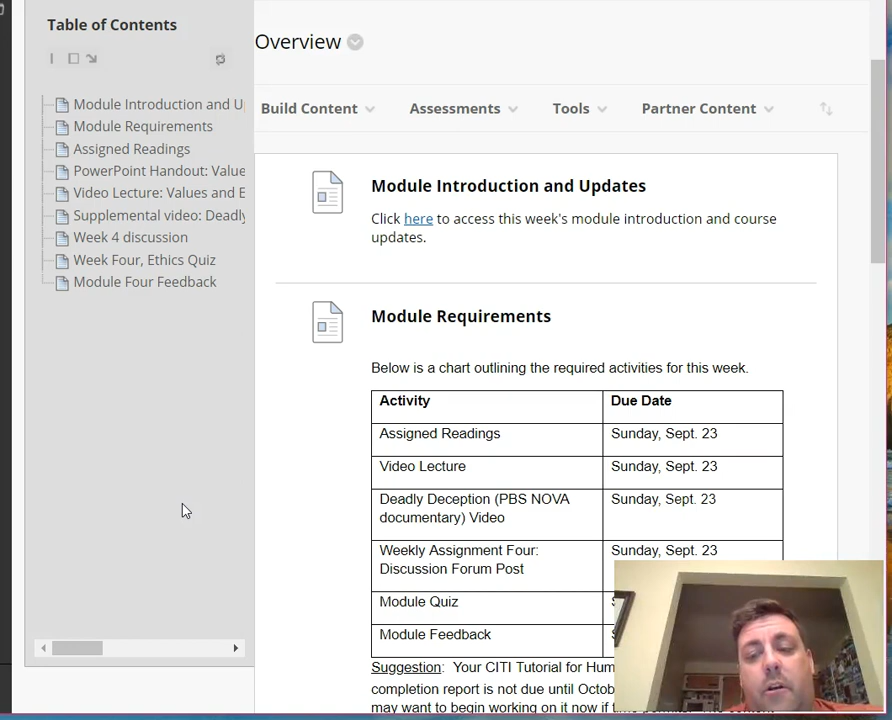 Table of Contents
Module Introduction and U
Module Requirements
Assigned Readings
PowerPoint Handout: Value
Video Lecture: Values and E
Supplemental video: Deadly
Week 4 discussion
Week Four, Ethics Quiz
Module Four Feedback
Overview
Build Content
Assessments
Tools
Partner Content
Module Introduction and Updates
Click here to access this week's module introduction and course
updates.
Module Requirements
Below is a chart outlining the required activities for this week.
Activity Due Date
Assigned Readings Sunday, Sept. 23
Video Lecture Sunday, Sept. 23
Deadly Deception (PBS NOVA Sunday, Sept. 23
documentary) Video
Weekly Assignment Four: Sunday, Sept. 23
Discussion Forum Post
Module Quiz
Module Feedback
Suggestion: Your CITI Tutorial for Hum
completion report is not due until Octob
may want to begin working on it now if